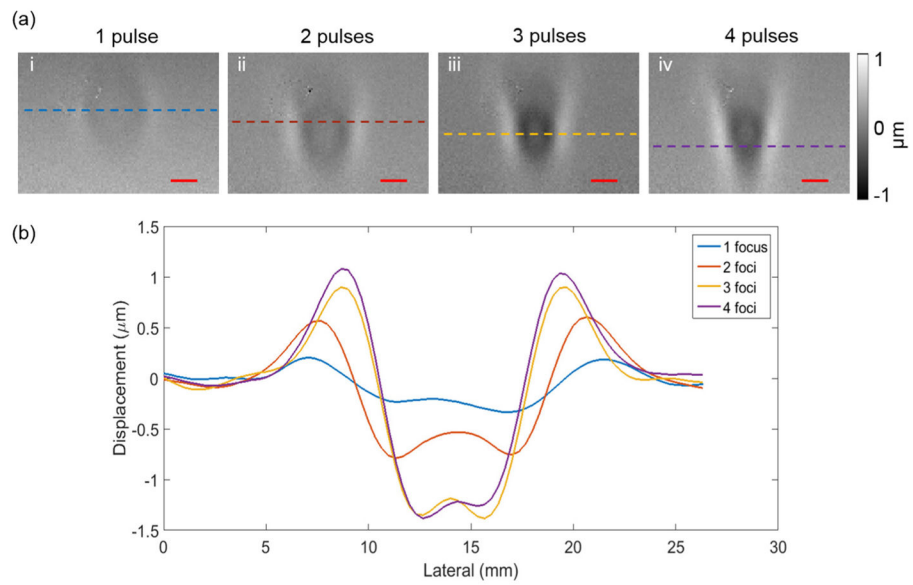 (a)
1 pulse
2 pulses
3 pulses
4 pulses
i
ii
iii
iv
1
0
-1
μm
(b)
1.5
1
0.5
0
-0.5
-1
-1.5
Displacement (μm)
1 focus
2 foci
3 foci
4 foci
0
5
10
15
20
25
30
Lateral (mm)